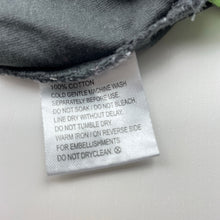 100% COTTON
COLD GENTLE MACHINE WASH
SEPARATELY BEFORE USE.
DO NOT SOAK / DO NOT BLEACH.
LINE DRY WITHOUT DELAY.
DO NOT TUMBLE DRY.
WARM IRON / ON REVERSE SIDE
FOR EMBELLISHMENTS
DO NOT DRYCLEAN